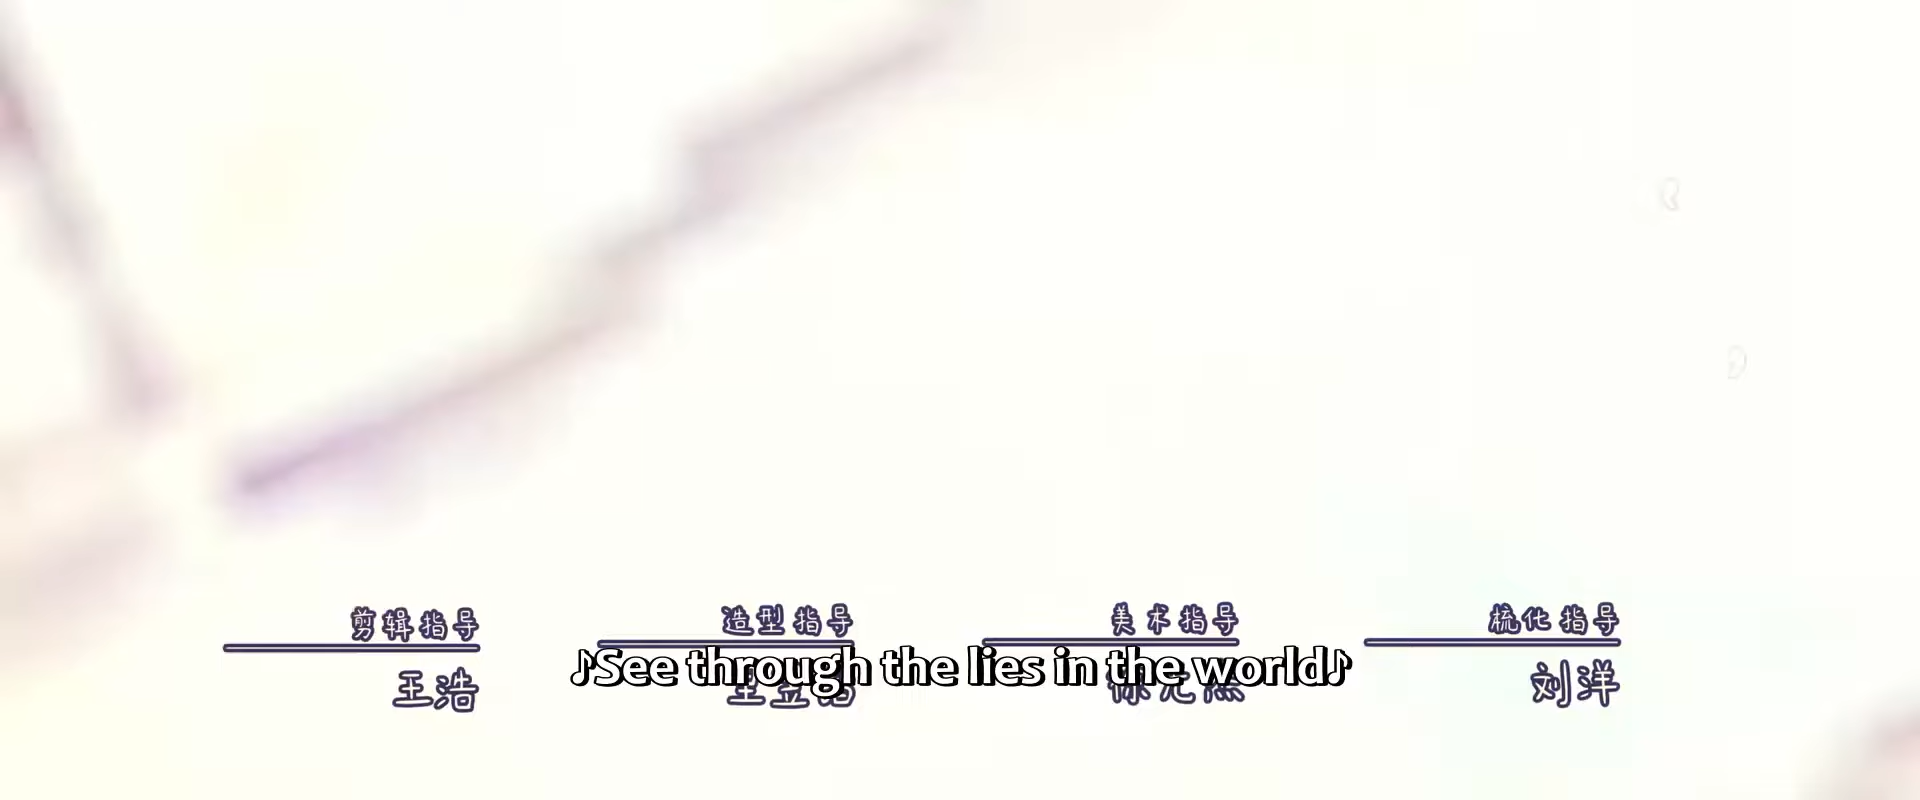 剪辑指导
造型指导
美术指导
梳化指导
♪See through the lies in the world♪
王浩
刘洋